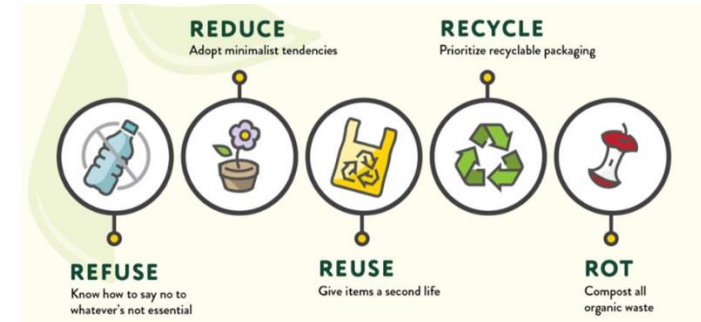 REDUCE
Adopt minimalist tendencies
RECYCLE
Prioritize recyclable packaging
REFUSE
Know how to say no to
whatever's not essential
REUSE
Give items a second life
ROT
Compost all
organic waste